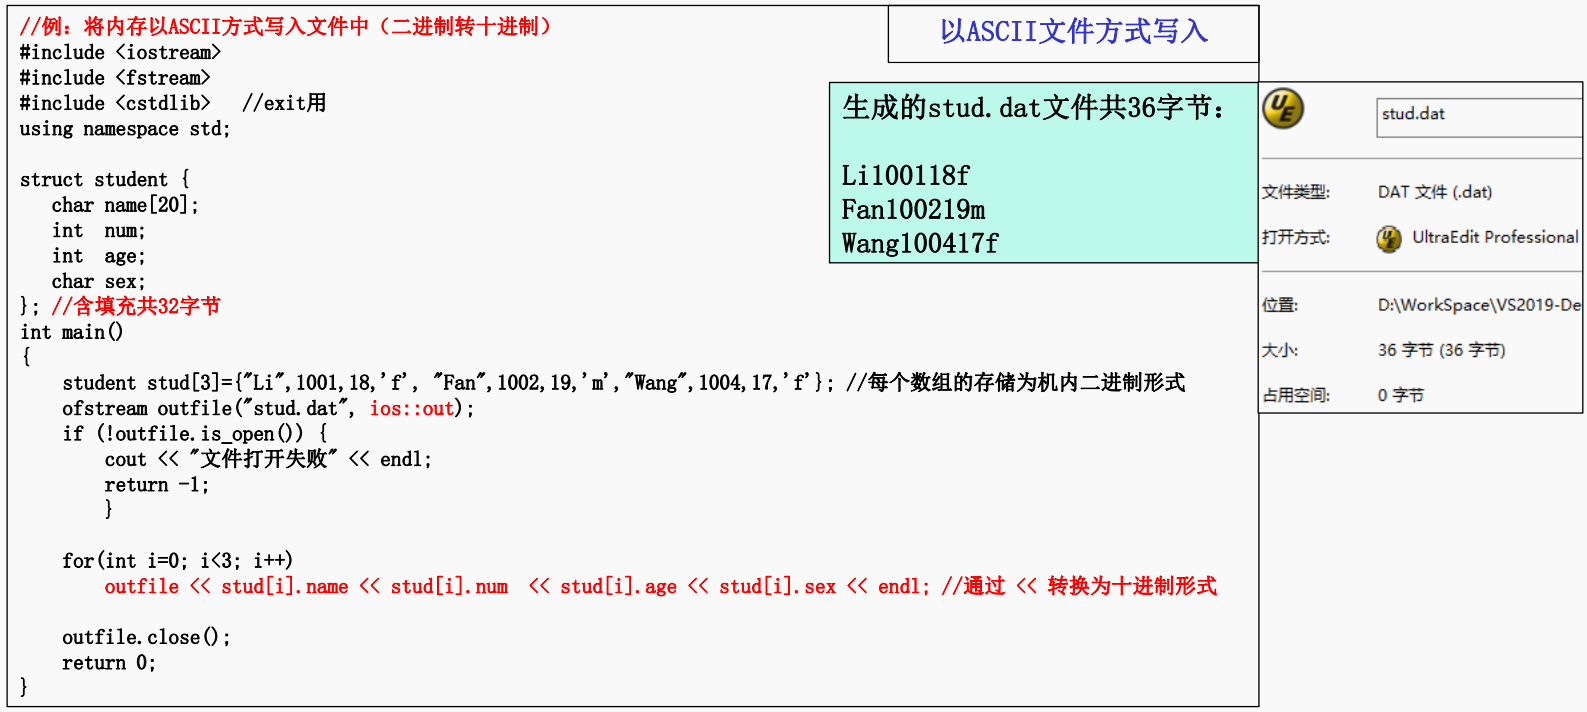 //例：将内存以ASCII方式写入文件中（二进制转十进制）
#include <iostream>
#include <fstream>
#include <cstdlib>   //exit用
using namespace std;
struct student {
   char name[20];
   int  num;
   int  age;
   char sex;
}; //含填充共32字节
int main()
{
    student stud[3]={"Li",1001,18,'f', "Fan",1002,19,'m',"Wang",1004,17,'f'}; //每个数组的存储为机内二进制形式
    ofstream outfile("stud.dat", ios::out);
    if (!outfile.is_open()) {
        cout << "文件打开失败" << endl;
        return -1;
        }
    for(int i=0; i<3; i++)
        outfile << stud[i].name << stud[i].num  << stud[i].age << stud[i].sex << endl; //通过 << 转换为十进制形式
    outfile.close();
    return 0;
}
以ASCII文件方式写入
生成的stud.dat文件共36字节：
Li100118f
Fan100219m
Wang100417f
UE
stud.dat
文件类型: DAT 文件 (.dat)
打开方式: UE UltraEdit Professional
位置: D:\WorkSpace\VS2019-De
大小: 36 字节 (36 字节)
占用空间: 0 字节